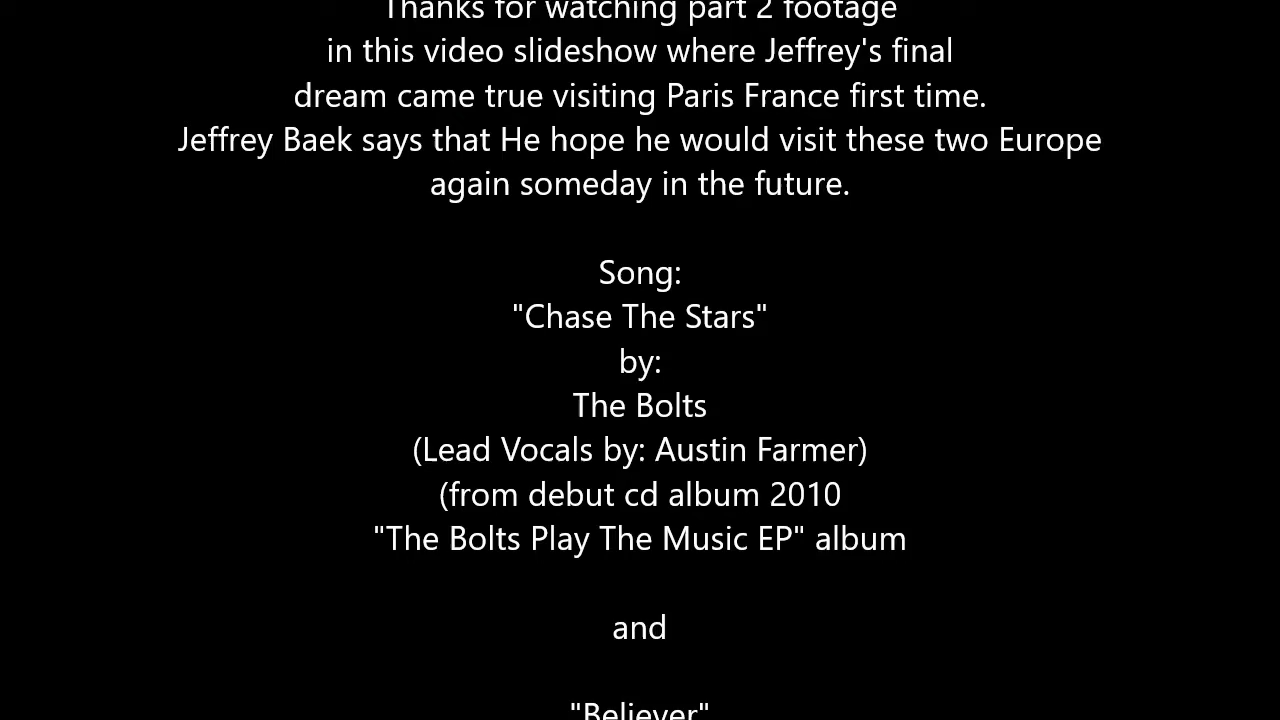 Thanks for watching part 2 footage
in this video slideshow where Jeffrey's final
dream came true visiting Paris France first time.
Jeffrey Baek says that He hope he would visit these two Europe
again someday in the future.
Song:
"Chase The Stars"
by:
The Bolts
(Lead Vocals by: Austin Farmer)
(from debut cd album 2010
"The Bolts Play The Music EP" album
and
"Believer"